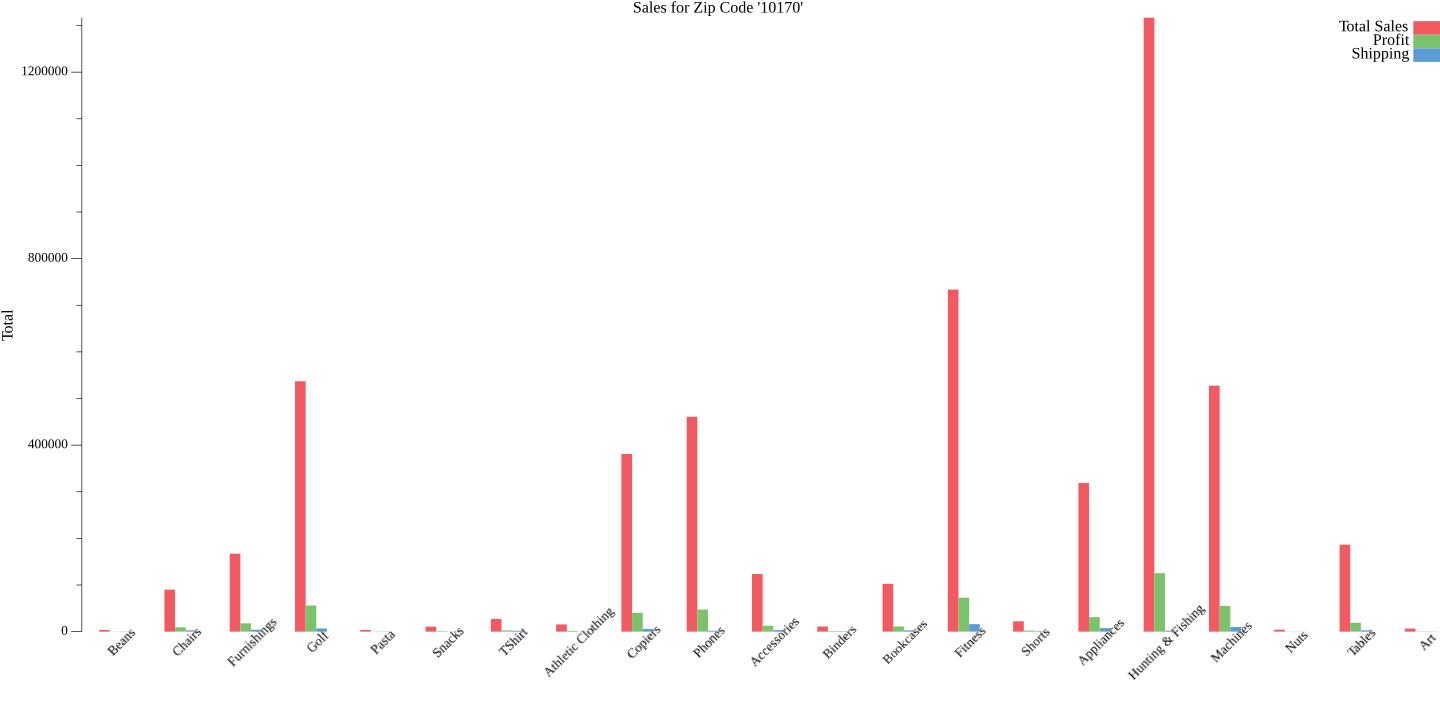 Sales for Zip Code '10170'
Total Sales
Profit
Shipping
1200000
800000
400000
0
Total
Beans
Chairs
Furnishings
Golf
Pasta
Snacks
TShirt
Athletic Clothing
Copiers
Phones
Accessories
Binders
Bookcases
Fitness
Shorts
Appliances
Hunting & Fishing
Machines
Nuts
Tables
Art